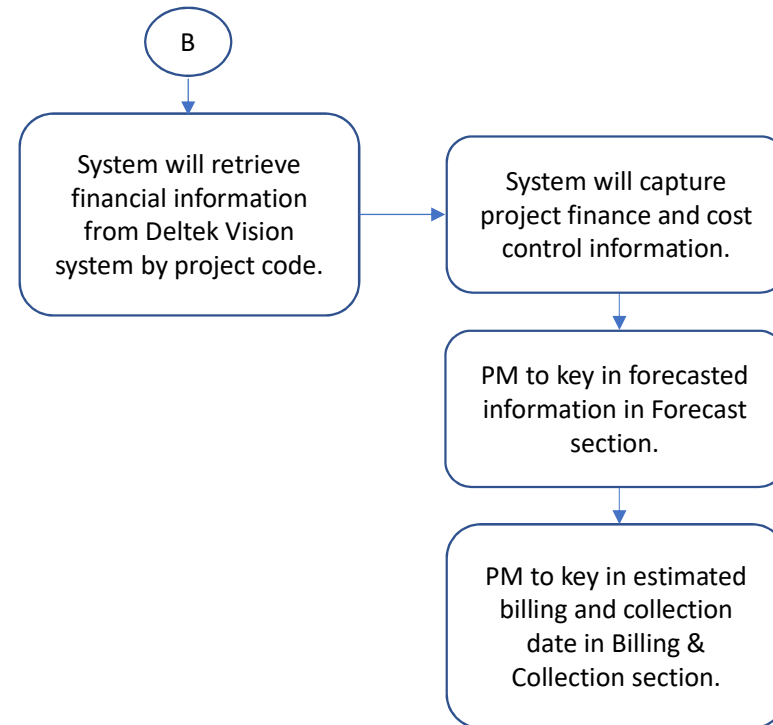 B
System will retrieve
financial information
from Deltek Vision
system by project code.
System will capture
project finance and cost
control information.
PM to key in forecasted
information in Forecast
section.
PM to key in estimated
billing and collection
date in Billing &
Collection section.